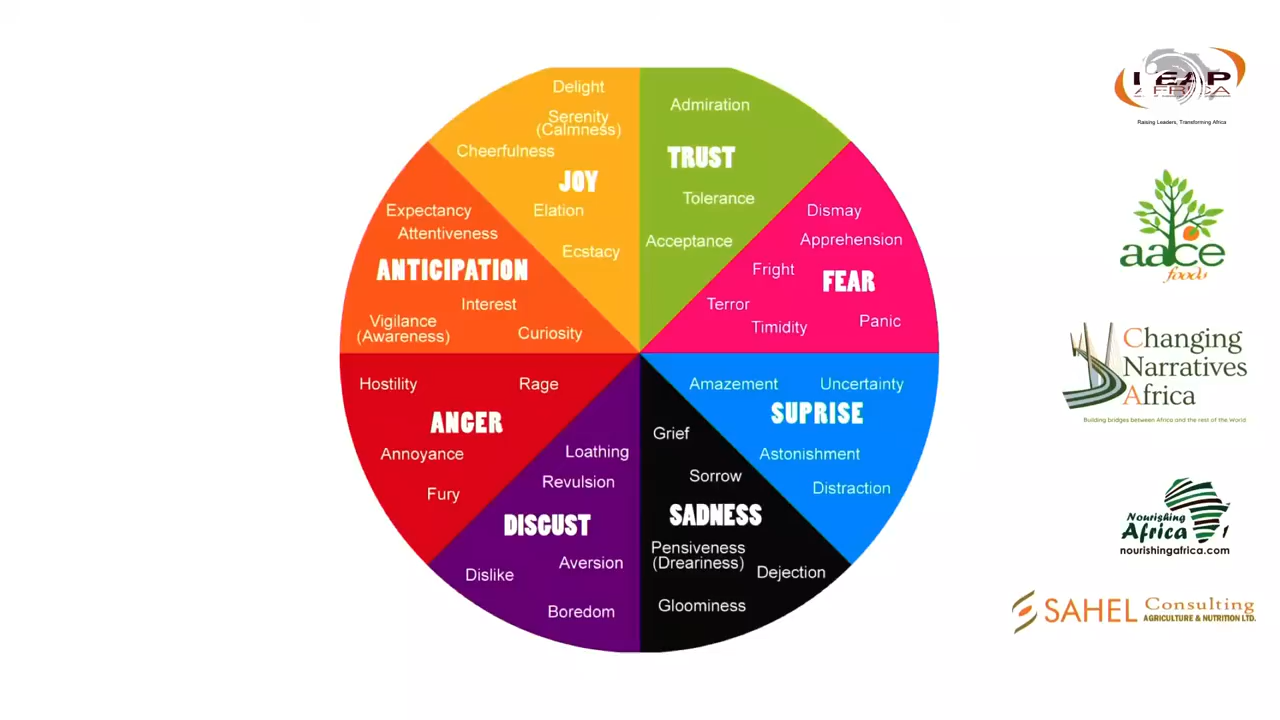 Delight
Serenity
(Calmness)
Cheerfulness
JOY
Elation
Ecstacy
Admiration
TRUST
Tolerance
Acceptance
Dismay
Apprehension
Fright
FEAR
Terror
Timidity
Panic
Amazement
Uncertainty
SUPRISE
Astonishment
Distraction
Grief
Sorrow
SADNESS
Pensiveness
(Dreariness)
Dejection
Gloominess
Loathing
Revulsion
DISGUST
Aversion
Dislike
Boredom
Hostility
Rage
ANGER
Annoyance
Fury
Expectancy
Attentiveness
ANTICIPATION
Interest
Vigilance
(Awareness)
Curiosity
LEAP
AFRICA
Raising Leaders, Transforming Africa
aace
foods
Changing
Narratives
Africa
Building bridges between Africa and the rest of the World
Nourishing
Africa
nourishingafrica.com
SAHEL Consulting
AGRICULTURE & NUTRITION LTD.